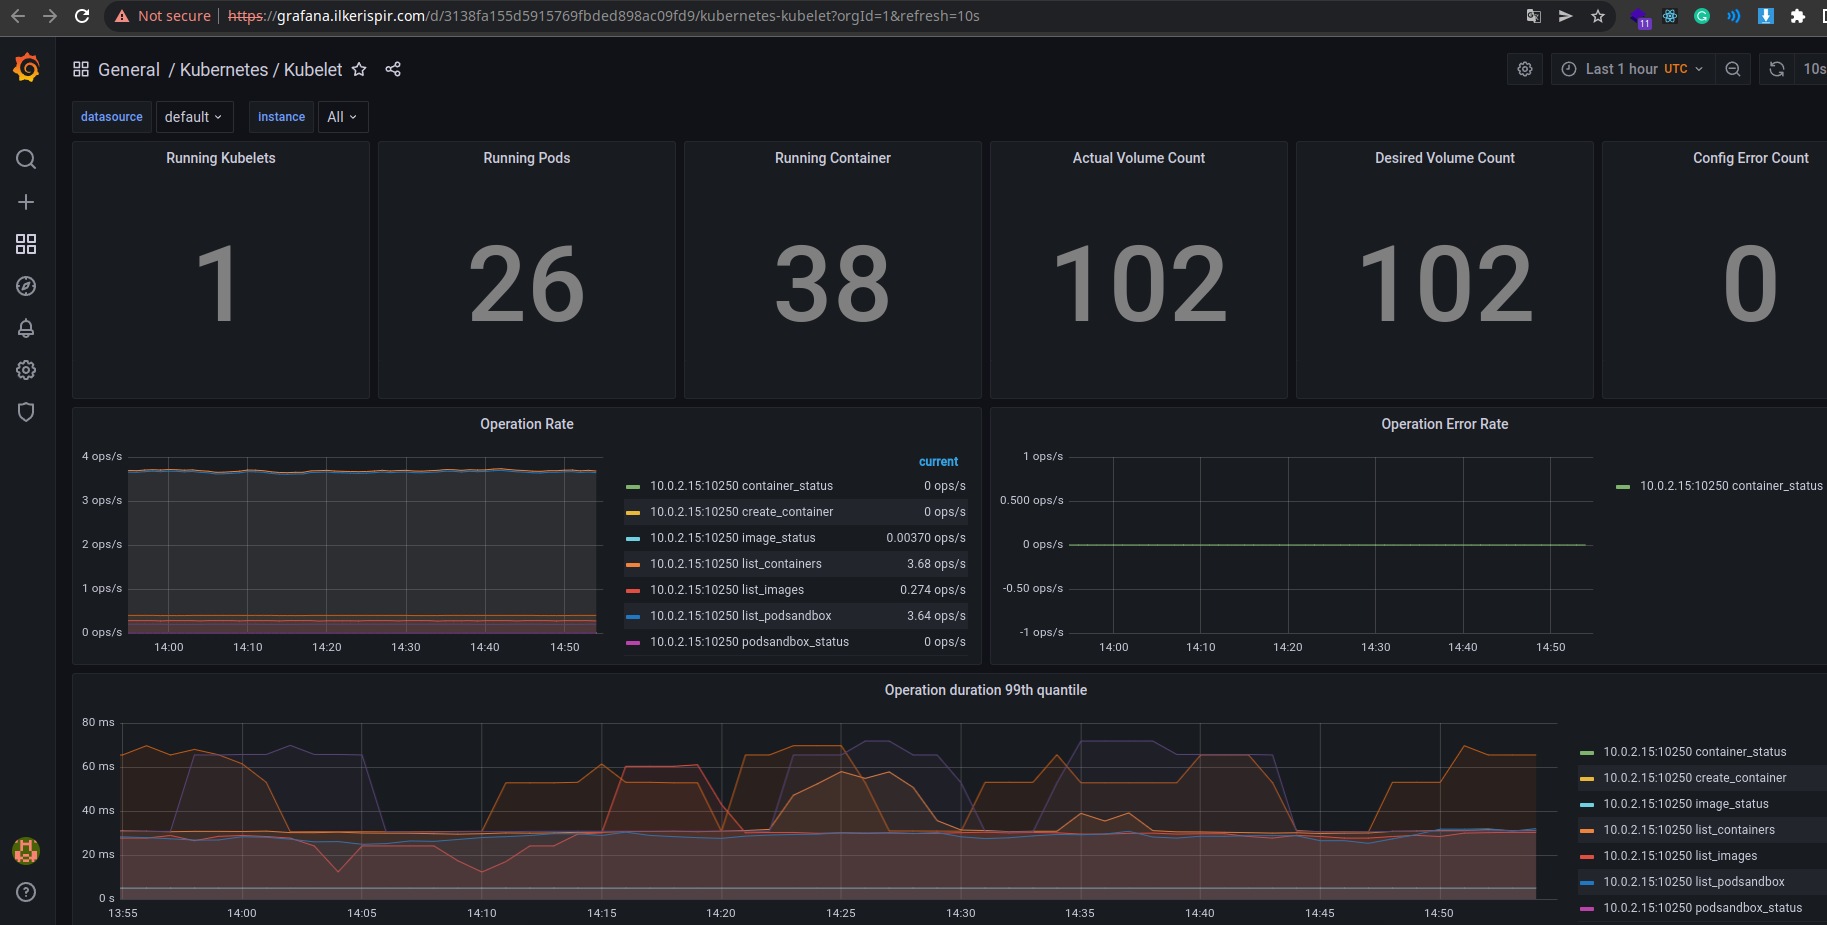 Not secure | https://grafana.ilkerispir.com/d/3138fa155d5915769fbded898ac09fd9/kubernetes-kubelet?orgId=1&refresh=10s
11
General / Kubernetes / Kubelet
Last 1 hour UTC
10s
datasource default instance All
Running Kubelets
1
Running Pods
26
Running Container
38
Actual Volume Count
102
Desired Volume Count
102
Config Error Count
0
Operation Rate
4 ops/s
3 ops/s
2 ops/s
1 ops/s
0 ops/s
14:00 14:10 14:20 14:30 14:40 14:50
current
10.0.2.15:10250 container_status 0 ops/s
10.0.2.15:10250 create_container 0 ops/s
10.0.2.15:10250 image_status 0.00370 ops/s
10.0.2.15:10250 list_containers 3.68 ops/s
10.0.2.15:10250 list_images 0.274 ops/s
10.0.2.15:10250 list_podsandbox 3.64 ops/s
10.0.2.15:10250 podsandbox_status 0 ops/s
Operation Error Rate
1 ops/s
0.500 ops/s
0 ops/s
-0.50 ops/s
-1 ops/s
14:00 14:10 14:20 14:30 14:40 14:50
10.0.2.15:10250 container_status
Operation duration 99th quantile
80 ms
60 ms
40 ms
20 ms
0 s
13:55 14:00 14:05 14:10 14:15 14:20 14:25 14:30 14:35 14:40 14:45 14:50
10.0.2.15:10250 container_status
10.0.2.15:10250 create_container
10.0.2.15:10250 image_status
10.0.2.15:10250 list_containers
10.0.2.15:10250 list_images
10.0.2.15:10250 list_podsandbox
10.0.2.15:10250 podsandbox_status